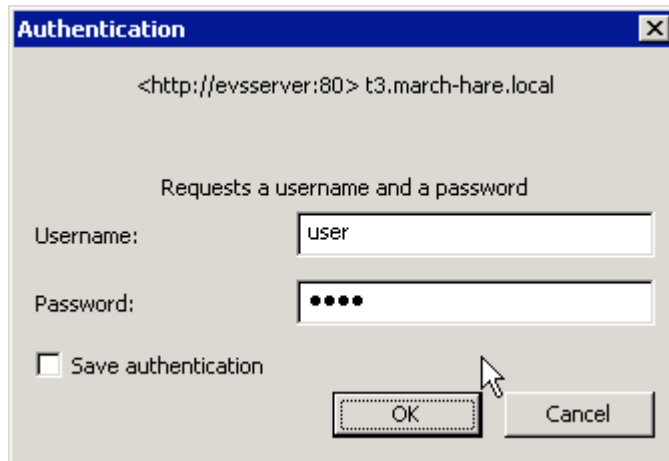 Authentication
<http://evsserver:80> t3.march-hare.local
Requests a username and a password
Username: user
Password: ●●●●
Save authentication
OK Cancel